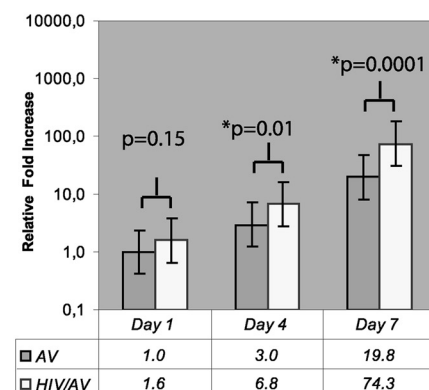 10000,0
1000,0
100,0
10,0
1,0
0,1
Relative Fold Increase
p=0.15
*p=0.01
*p=0.0001
Day 1 Day 4 Day 7
AV 1.0 3.0 19.8
HIV/AV 1.6 6.8 74.3